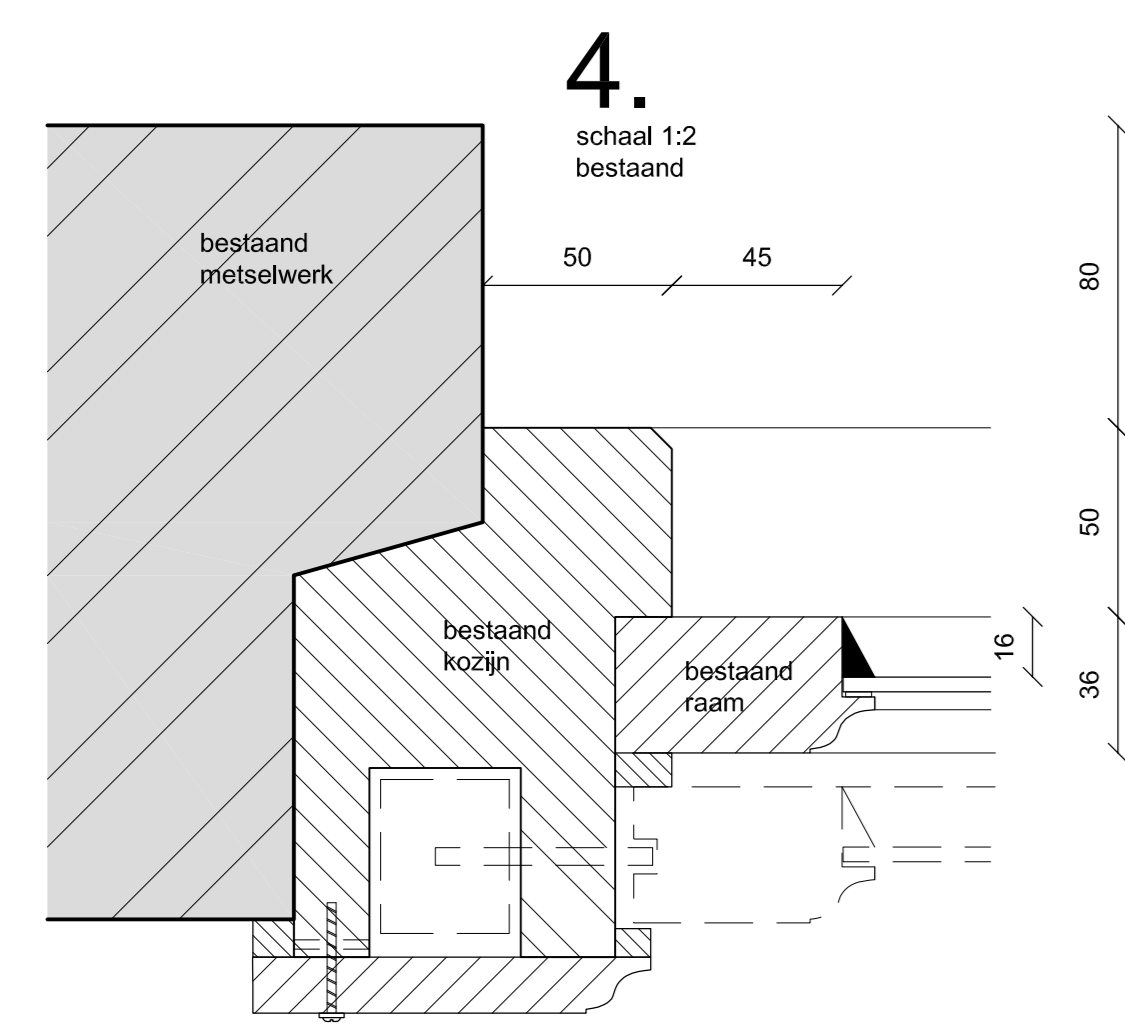 4.
schaal 1:2
bestaand
bestaand
metselwerk
50
45
80
50
bestaand
kozijn
16
bestaand
raam
36